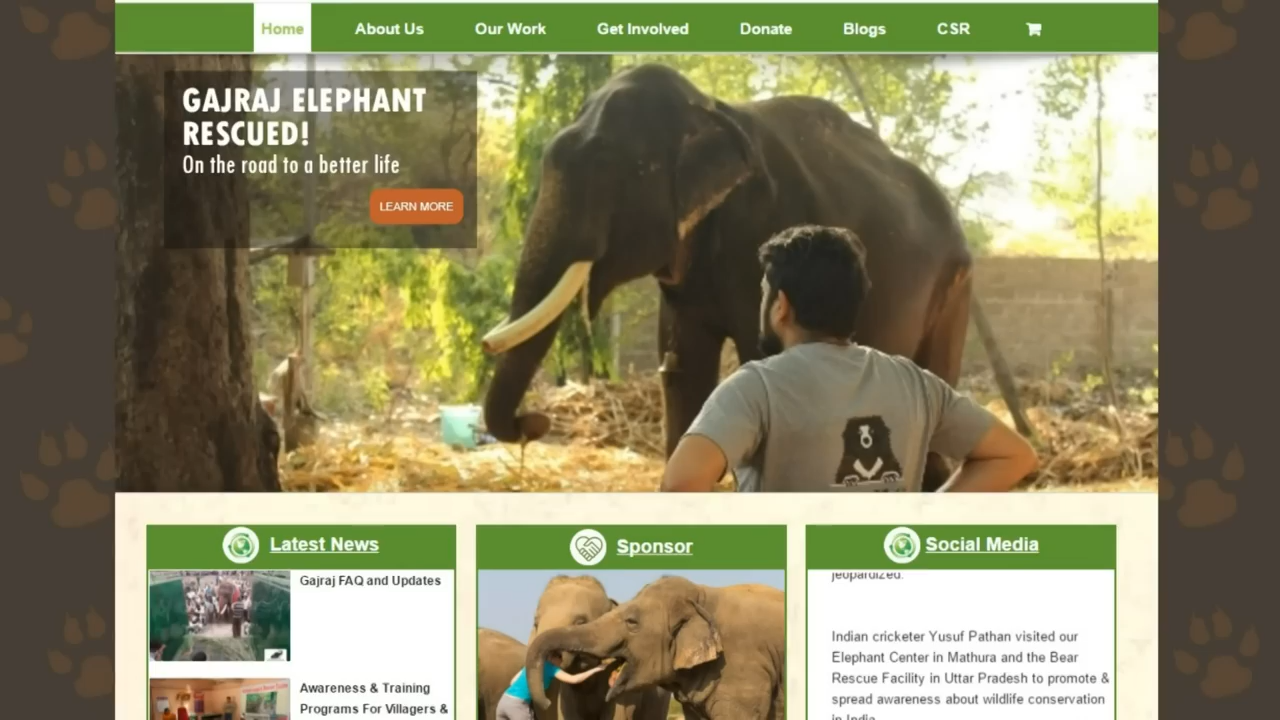 Home About Us Our Work Get Involved Donate Blogs CSR
GAJRAJ ELEPHANT
RESCUED!
On the road to a better life
LEARN MORE
Latest News
Gajraj FAQ and Updates
Awareness & Training
Programs For Villagers &
Sponsor
Social Media
jeopardized.
Indian cricketer Yusuf Pathan visited our
Elephant Center in Mathura and the Bear
Rescue Facility in Uttar Pradesh to promote &
spread awareness about wildlife conservation
in India